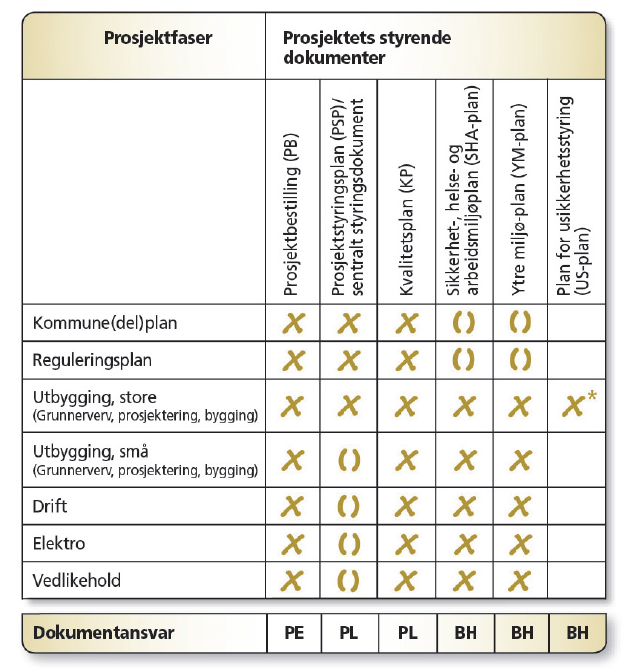 Prosjektfaser
Prosjektets styrende
dokumenter
Prosjektbestilling (PB)
Prosjektstyringsplan (PSP)/
sentralt styringsdokument
Kvalitetsplan (KP)
Sikkerhet-, helse- og
arbeidsmiljøplan (SHA-plan)
Ytre miljø-plan (YM-plan)
Plan for usikkerhetsstyring
(US-plan)
Kommune(del)plan X X X () ()
Reguleringsplan X X X () ()
Utbygging, store X X X X X X*
(Grunnerverv, prosjektering, bygging)
Utbygging, små X () X X X
(Grunnerverv, prosjektering, bygging)
Drift X () X X X
Elektro X () X X X
Vedlikehold X () X X X
Dokumentansvar PE PL PL BH BH BH